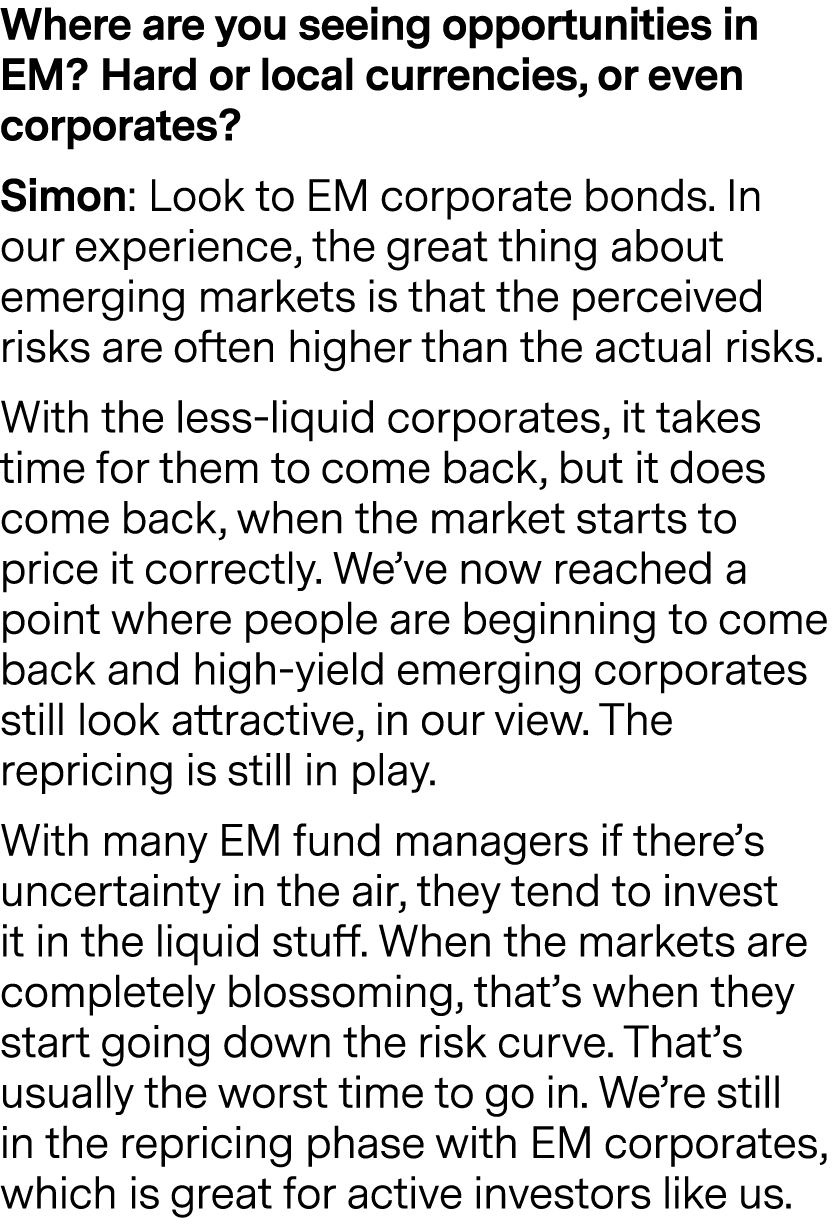 Where are you seeing opportunities in
EM? Hard or local currencies, or even
corporates?
Simon: Look to EM corporate bonds. In
our experience, the great thing about
emerging markets is that the perceived
risks are often higher than the actual risks.
With the less-liquid corporates, it takes
time for them to come back, but it does
come back, when the market starts to
price it correctly. We’ve now reached a
point where people are beginning to come
back and high-yield emerging corporates
still look attractive, in our view. The
repricing is still in play.
With many EM fund managers if there’s
uncertainty in the air, they tend to invest
it in the liquid stuff. When the markets are
completely blossoming, that’s when they
start going down the risk curve. That’s
usually the worst time to go in. We’re still
in the repricing phase with EM corporates,
which is great for active investors like us.